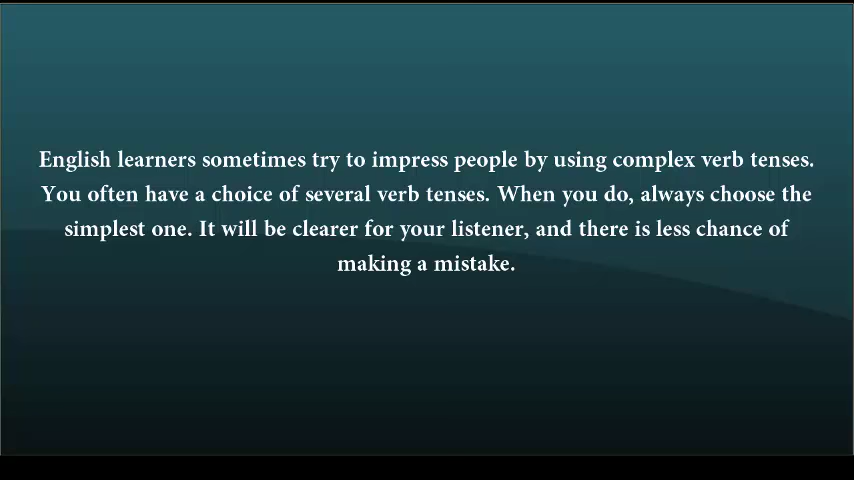 English learners sometimes try to impress people by using complex verb tenses.
You often have a choice of several verb tenses. When you do, always choose the
simplest one. It will be clearer for your listener, and there is less chance of
making a mistake.